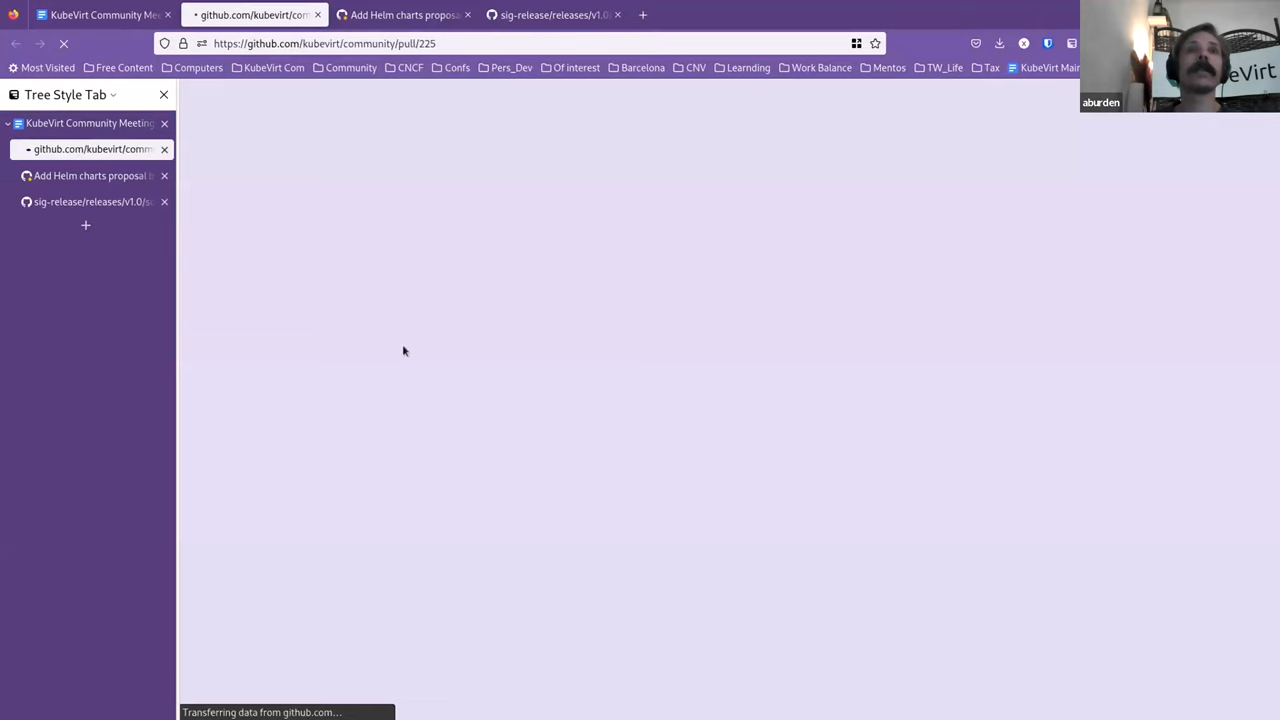 KubeVirt Community Mee
github.com/kubevirt/com
Add Helm charts proposa
sig-release/releases/v1.0/
https://github.com/kubevirt/community/pull/225
Most Visited
Free Content
Computers
KubeVirt Com
Community
CNCF
Confs
Pers_Dev
Of interest
Barcelona
CNV
Learnding
Work Balance
Mentos
TW_Life
Tax
KubeVirt Mai
eVirt
aburden
Tree Style Tab
KubeVirt Community Meeting
github.com/kubevirt/comm
Add Helm charts proposal b
sig-release/releases/v1.0/s
Transferring data from github.com...